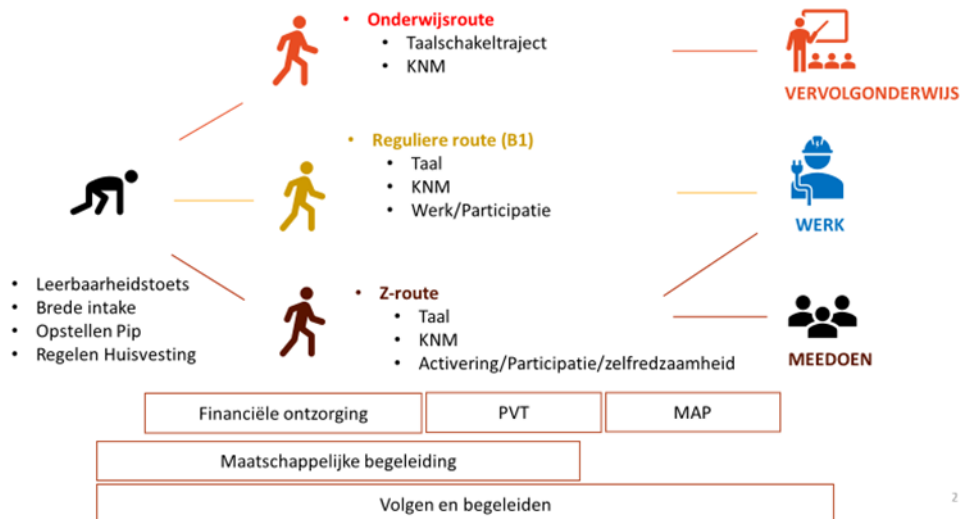 • Onderwijsroute
• Taalschakeltraject
• KNM
VERVOLGONDERWIJS
• Reguliere route (B1)
• Taal
• KNM
• Werk/Participatie
WERK
• Leerbaarheidstoets
• Brede intake
• Opstellen Pip
• Regelen Huisvesting
• Z-route
• Taal
• KNM
• Activering/Participatie/zelfredzaamheid
MEEDOEN
Financiële ontzorging
PVT
MAP
Maatschappelijke begeleiding
Volgen en begeleiden
2